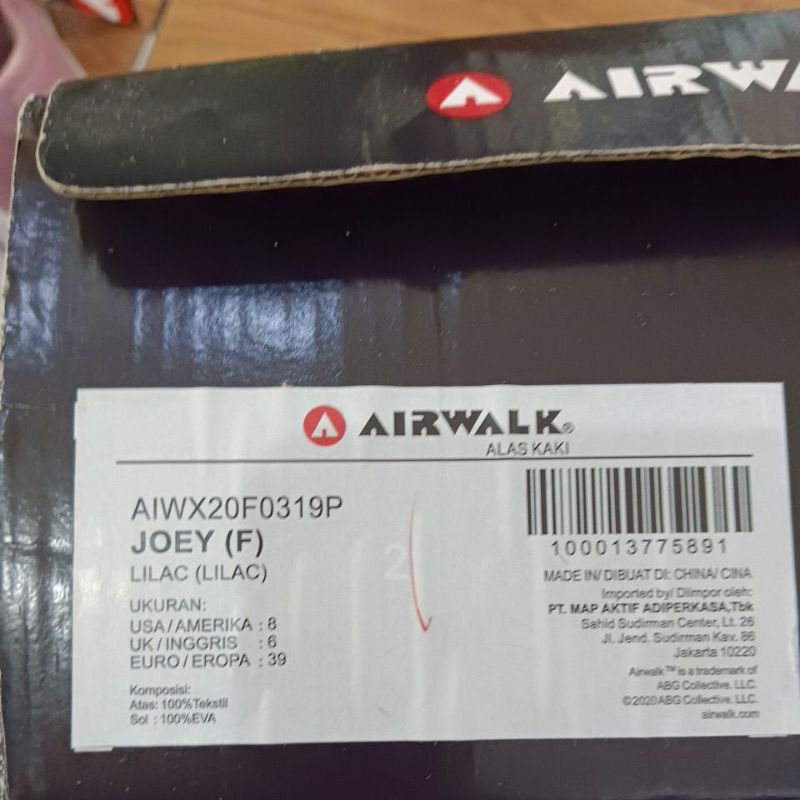 AIRWA
AIRWALK®
ALAS KAKI
AIWX20F0319P
JOEY (F)
LILAC (LILAC)
UKURAN:
USA/AMERIKA : 8
UK/INGGRIS : 6
EURO/EROPA : 39
Komposisi:
Atas: 100%Tekstil
Sol : 100%EVA
2
100013775891
MADE IN/ DIBUAT DI: CHINA/ CINA
Imported by/ Diimpor oleh:
PT. MAP AKTIF ADIPERKASA,Tbk
Sahid Sudirman Center, Lt. 26
Jl. Jend. Sudirman Kav. 86
Jakarta 10220
Airwalk™ is a trademark of
ABG Collective. LLC.
©2020 ABG Collective. LLC.
airwalk.com